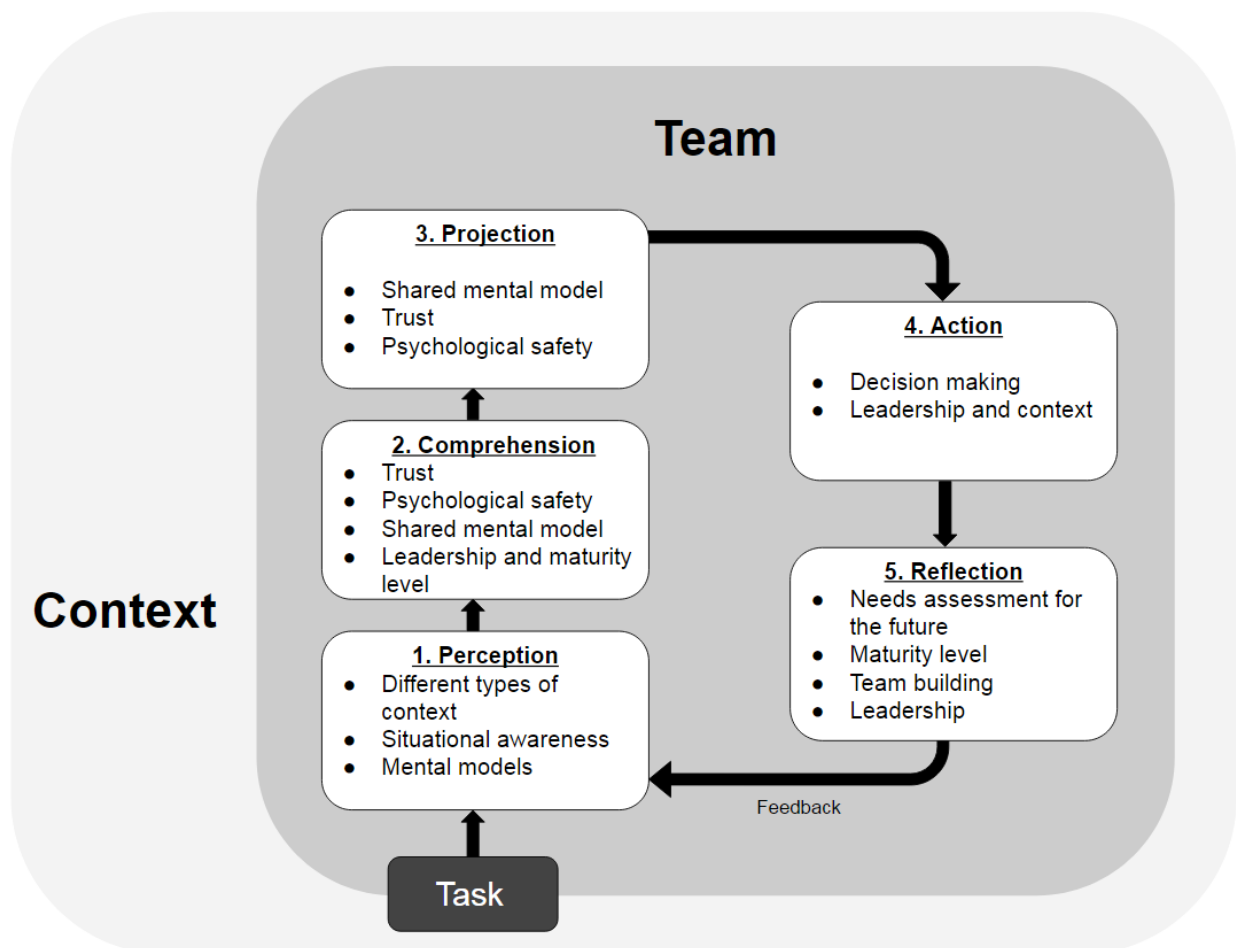 Team
3. Projection
● Shared mental model
● Trust
● Psychological safety
4. Action
● Decision making
● Leadership and context
2. Comprehension
● Trust
● Psychological safety
● Shared mental model
● Leadership and maturity
level
5. Reflection
● Needs assessment for
the future
● Maturity level
● Team building
● Leadership
Context
1. Perception
● Different types of
context
● Situational awareness
● Mental models
Feedback
Task